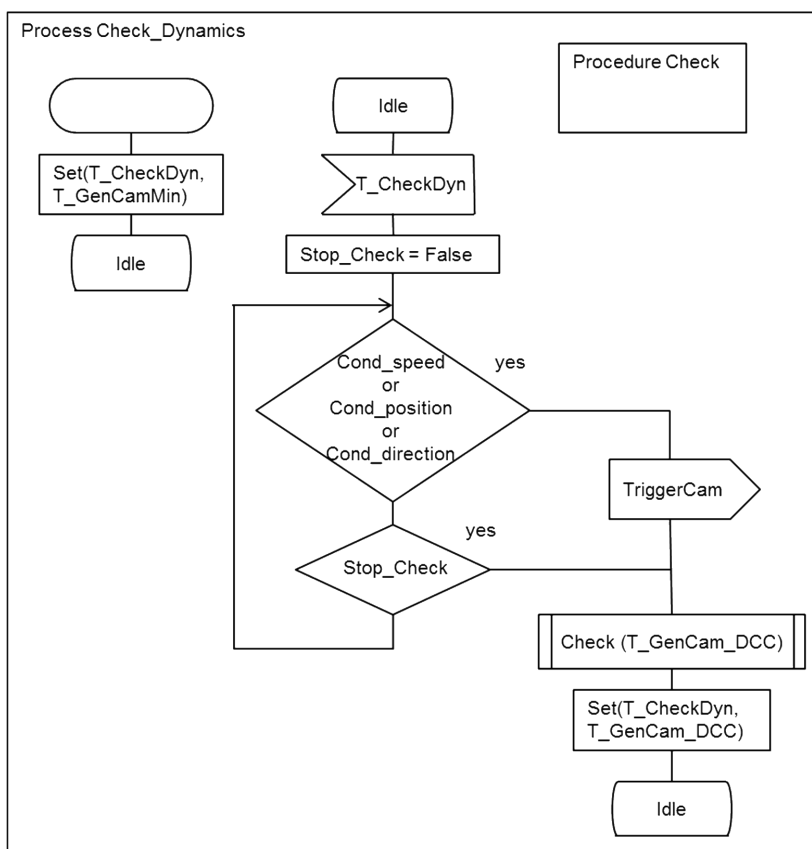 Process Check_Dynamics
Procedure Check
Set(T_CheckDyn,
T_GenCamMin)
Idle
Idle
T_CheckDyn
Stop_Check = False
Cond_speed
or
Cond_position
or
Cond_direction
yes
TriggerCam
Stop_Check
yes
Check (T_GenCam_DCC)
Set(T_CheckDyn,
T_GenCam_DCC)
Idle